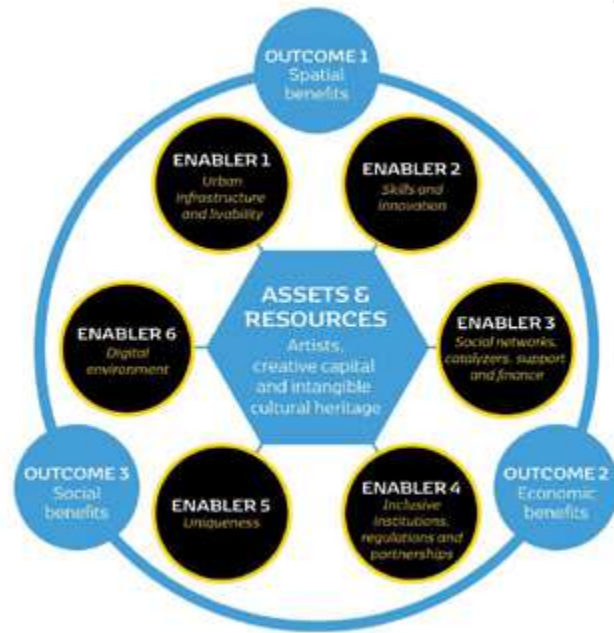 OUTCOME 1
Spatial
benefits
ENABLER 1
Urban
infrastructure
and livability
ENABLER 2
Skills and
innovation
ASSETS &
RESOURCES
Artists,
creative capital
and intangible
cultural heritage
ENABLER 6
Digital
environment
ENABLER 3
Social networks,
catalyzers, support
and finance
OUTCOME 3
Social
benefits
ENABLER 5
Uniqueness
ENABLER 4
Inclusive
institutions,
regulations and
partnerships
OUTCOME 2
Economic
benefits